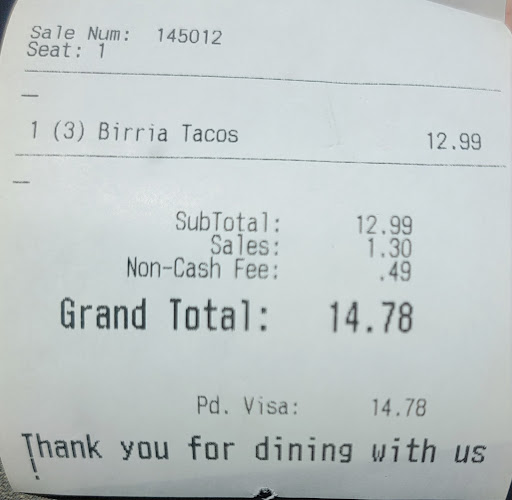 Sale Num: 145012
Seat: 1
1 (3) Birria Tacos 12.99
SubTotal: 12.99
Sales: 1.30
Non-Cash Fee: .49
Grand Total: 14.78
Pd. Visa: 14.78
Thank you for dining with us
!